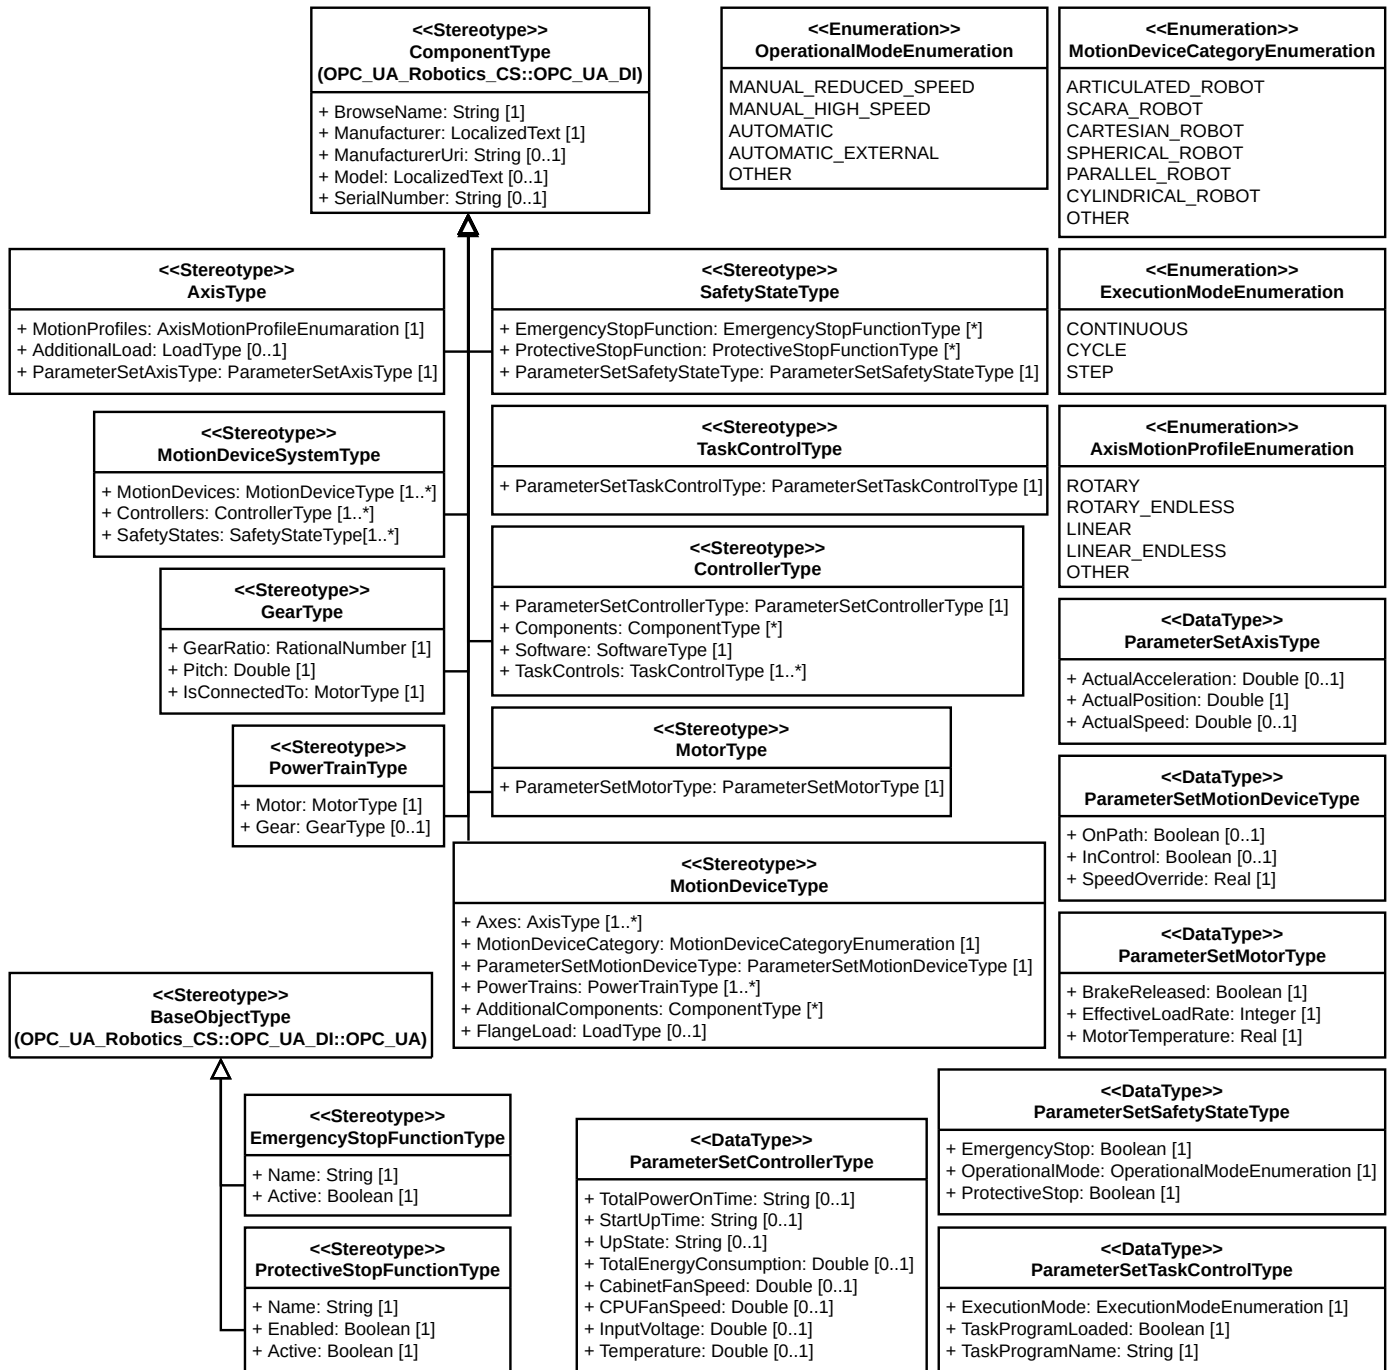 <<Stereotype>>
ComponentType
(OPC_UA_Robotics_CS::OPC_UA_DI)
+ BrowseName: String [1]
+ Manufacturer: LocalizedText [1]
+ ManufacturerUri: String [0..1]
+ Model: LocalizedText [0..1]
+ SerialNumber: String [0..1]
<<Enumeration>>
OperationalModeEnumeration
MANUAL_REDUCED_SPEED
MANUAL_HIGH_SPEED
AUTOMATIC
AUTOMATIC_EXTERNAL
OTHER
<<Enumeration>>
MotionDeviceCategoryEnumeration
ARTICULATED_ROBOT
SCARA_ROBOT
CARTESIAN_ROBOT
SPHERICAL_ROBOT
PARALLEL_ROBOT
CYLINDRICAL_ROBOT
OTHER
<<Stereotype>>
AxisType
+ MotionProfiles: AxisMotionProfileEnumaration [1]
+ AdditionalLoad: LoadType [0..1]
+ ParameterSetAxisType: ParameterSetAxisType [1]
<<Stereotype>>
SafetyStateType
+ EmergencyStopFunction: EmergencyStopFunctionType [*]
+ ProtectiveStopFunction: ProtectiveStopFunctionType [*]
+ ParameterSetSafetyStateType: ParameterSetSafetyStateType [1]
<<Enumeration>>
ExecutionModeEnumeration
CONTINUOUS
CYCLE
STEP
<<Stereotype>>
MotionDeviceSystemType
+ MotionDevices: MotionDeviceType [1..*]
+ Controllers: ControllerType [1..*]
+ SafetyStates: SafetyStateType[1..*]
<<Stereotype>>
TaskControlType
+ ParameterSetTaskControlType: ParameterSetTaskControlType [1]
<<Enumeration>>
AxisMotionProfileEnumeration
ROTARY
ROTARY_ENDLESS
LINEAR
LINEAR_ENDLESS
OTHER
<<Stereotype>>
GearType
+ GearRatio: RationalNumber [1]
+ Pitch: Double [1]
+ IsConnectedTo: MotorType [1]
<<Stereotype>>
ControllerType
+ ParameterSetControllerType: ParameterSetControllerType [1]
+ Components: ComponentType [*]
+ Software: SoftwareType [1]
+ TaskControls: TaskControlType [1..*]
<<DataType>>
ParameterSetAxisType
+ ActualAcceleration: Double [0..1]
+ ActualPosition: Double [1]
+ ActualSpeed: Double [0..1]
<<Stereotype>>
PowerTrainType
+ Motor: MotorType [1]
+ Gear: GearType [0..1]
<<Stereotype>>
MotorType
+ ParameterSetMotorType: ParameterSetMotorType [1]
<<DataType>>
ParameterSetMotionDeviceType
+ OnPath: Boolean [0..1]
+ InControl: Boolean [0..1]
+ SpeedOverride: Real [1]
<<Stereotype>>
MotionDeviceType
+ Axes: AxisType [1..*]
+ MotionDeviceCategory: MotionDeviceCategoryEnumeration [1]
+ ParameterSetMotionDeviceType: ParameterSetMotionDeviceType [1]
+ PowerTrains: PowerTrainType [1..*]
+ AdditionalComponents: ComponentType [*]
+ FlangeLoad: LoadType [0..1]
<<DataType>>
ParameterSetMotorType
+ BrakeReleased: Boolean [1]
+ EffectiveLoadRate: Integer [1]
+ MotorTemperature: Real [1]
<<Stereotype>>
BaseObjectType
(OPC_UA_Robotics_CS::OPC_UA_DI::OPC_UA)
<<Stereotype>>
EmergencyStopFunctionType
+ Name: String [1]
+ Active: Boolean [1]
<<Stereotype>>
ProtectiveStopFunctionType
+ Name: String [1]
+ Enabled: Boolean [1]
+ Active: Boolean [1]
<<DataType>>
ParameterSetControllerType
+ TotalPowerOnTime: String [0..1]
+ StartUpTime: String [0..1]
+ UpState: String [0..1]
+ TotalEnergyConsumption: Double [0..1]
+ CabinetFanSpeed: Double [0..1]
+ CPUFanSpeed: Double [0..1]
+ InputVoltage: Double [0..1]
+ Temperature: Double [0..1]
<<DataType>>
ParameterSetSafetyStateType
+ EmergencyStop: Boolean [1]
+ OperationalMode: OperationalModeEnumeration [1]
+ ProtectiveStop: Boolean [1]
<<DataType>>
ParameterSetTaskControlType
+ ExecutionMode: ExecutionModeEnumeration [1]
+ TaskProgramLoaded: Boolean [1]
+ TaskProgramName: String [1]